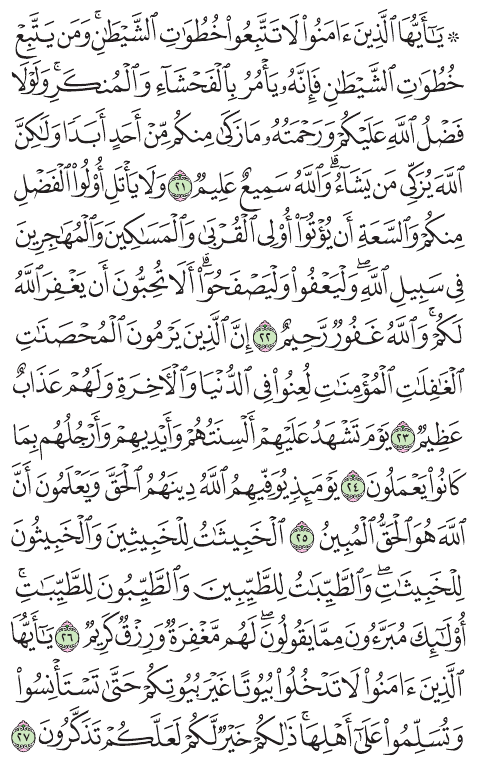 ۞ يَـٰٓأَيُّهَا ٱلَّذِينَ ءَامَنُوا۟ لَا تَتَّبِعُوا۟ خُطُوَٰتِ ٱلشَّيْطَـٰنِ ۚ وَمَن يَتَّبِعْ
خُطُوَٰتِ ٱلشَّيْطَـٰنِ فَإِنَّهُۥ يَأْمُرُ بِٱلْفَحْشَآءِ وَٱلْمُنكَرِ ۚ وَلَوْلَا
فَضْلُ ٱللَّهِ عَلَيْكُمْ وَرَحْمَتُهُۥ مَا زَكَىٰ مِنكُم مِّنْ أَحَدٍ أَبَدًا وَلَـٰكِنَّ
ٱللَّهَ يُزَكِّى مَن يَشَآءُ ۗ وَٱللَّهُ سَمِيعٌ عَلِيمٌ ٢١ وَلَا يَأْتَلِ أُو۟لُوا۟ ٱلْفَضْلِ
مِنكُمْ وَٱلسَّعَةِ أَن يُؤْتُوٓا۟ أُو۟لِى ٱلْقُرْبَىٰ وَٱلْمَسَـٰكِينَ وَٱلْمُهَـٰجِرِينَ
فِى سَبِيلِ ٱللَّهِ ۖ وَلْيَعْفُوا۟ وَلْيَصْفَحُوٓا۟ ۗ أَلَا تُحِبُّونَ أَن يَغْفِرَ ٱللَّهُ
لَكُمْ ۗ وَٱللَّهُ غَفُورٌ رَّحِيمٌ ٢٢ إِنَّ ٱلَّذِينَ يَرْمُونَ ٱلْمُحْصَنَـٰتِ
ٱلْغَـٰفِلَـٰتِ ٱلْمُؤْمِنَـٰتِ لُعِنُوا۟ فِى ٱلدُّنْيَا وَٱلْـَٔاخِرَةِ وَلَهُمْ عَذَابٌ
عَظِيمٌ ٢٣ يَوْمَ تَشْهَدُ عَلَيْهِمْ أَلْسِنَتُهُمْ وَأَيْدِيهِمْ وَأَرْجُلُهُم بِمَا
كَانُوا۟ يَعْمَلُونَ ٢٤ يَوْمَئِذٍ يُوَفِّيهِمُ ٱللَّهُ دِينَهُمُ ٱلْحَقَّ وَيَعْلَمُونَ أَنَّ
ٱللَّهَ هُوَ ٱلْحَقُّ ٱلْمُبِينُ ٢٥ ٱلْخَبِيثَـٰتُ لِلْخَبِيثِينَ وَٱلْخَبِيثُونَ
لِلْخَبِيثَـٰتِ ۖ وَٱلطَّيِّبَـٰتُ لِلطَّيِّبِينَ وَٱلطَّيِّبُونَ لِلطَّيِّبَـٰتِ ۚ
أُو۟لَـٰٓئِكَ مُبَرَّءُونَ مِمَّا يَقُولُونَ ۖ لَهُم مَّغْفِرَةٌ وَرِزْقٌ كَرِيمٌ ٢٦ يَـٰٓأَيُّهَا
ٱلَّذِينَ ءَامَنُوا۟ لَا تَدْخُلُوا۟ بُيُوتًا غَيْرَ بُيُوتِكُمْ حَتَّىٰ تَسْتَأْنِسُوا۟
وَتُسَلِّمُوا۟ عَلَىٰٓ أَهْلِهَا ۚ ذَٰلِكُمْ خَيْرٌ لَّكُمْ لَعَلَّكُمْ تَذَكَّرُونَ ٢٧